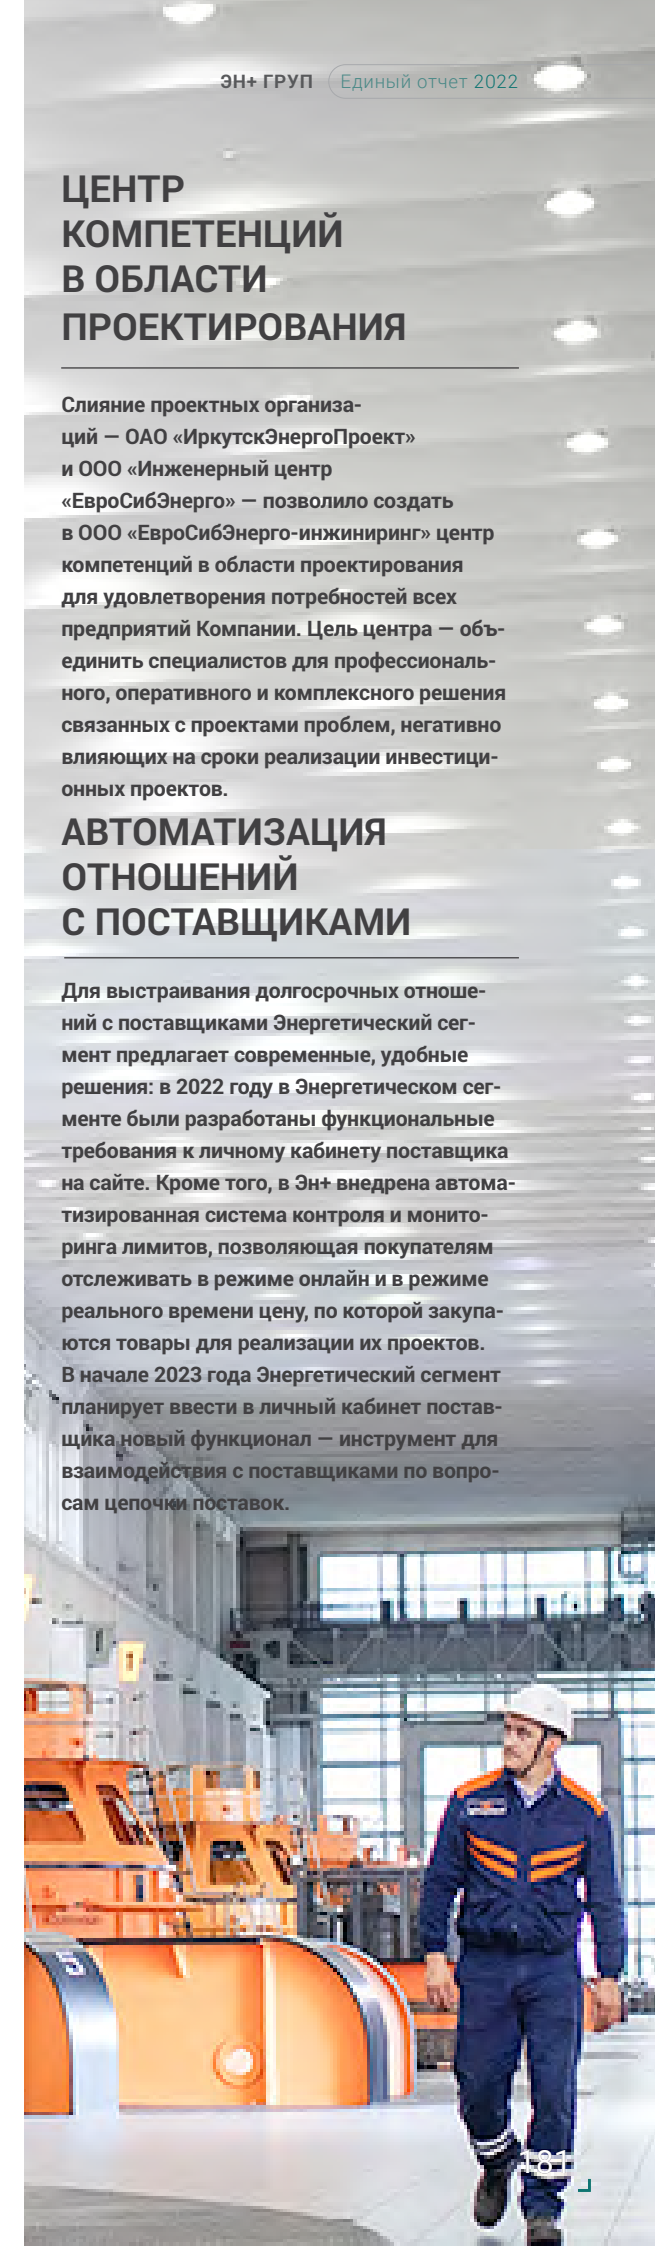 ЭН+ ГРУП Единый отчет 2022
ЦЕНТР
КОМПЕТЕНЦИЙ
В ОБЛАСТИ
ПРОЕКТИРОВАНИЯ
Слияние проектных организа-
ций — ОАО «ИркутскЭнергоПроект»
и ООО «Инженерный центр
«ЕвроСибЭнерго» — позволило создать
в ООО «ЕвроСибЭнерго-инжиниринг» центр
компетенций в области проектирования
для удовлетворения потребностей всех
предприятий Компании. Цель центра — объ-
единить специалистов для профессиональ-
ного, оперативного и комплексного решения
связанных с проектами проблем, негативно
влияющих на сроки реализации инвестици-
онных проектов.
АВТОМАТИЗАЦИЯ
ОТНОШЕНИЙ
С ПОСТАВЩИКАМИ
Для выстраивания долгосрочных отноше-
ний с поставщиками Энергетический сег-
мент предлагает современные, удобные
решения: в 2022 году в Энергетическом сег-
менте были разработаны функциональные
требования к личному кабинету поставщика
на сайте. Кроме того, в Эн+ внедрена автома-
тизированная система контроля и монито-
ринга лимитов, позволяющая покупателям
отслеживать в режиме онлайн и в режиме
реального времени цену, по которой закупа-
ются товары для реализации их проектов.
В начале 2023 года Энергетический сегмент
планирует ввести в личный кабинет постав-
щика новый функционал — инструмент для
взаимодействия с поставщиками по вопро-
сам цепочки поставок.
5
181